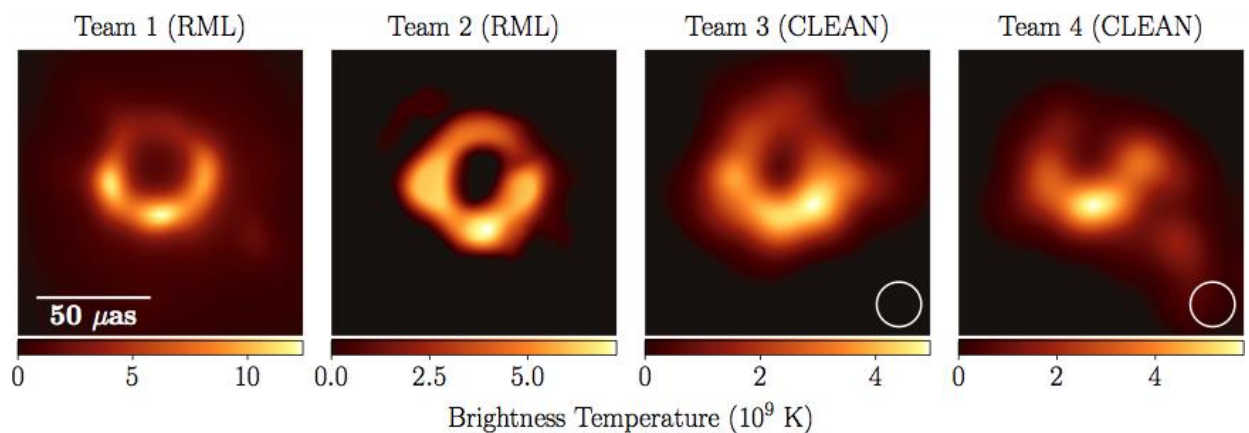 Team 1 (RML) Team 2 (RML) Team 3 (CLEAN) Team 4 (CLEAN)
50 μas
0 5 10 0.0 2.5 5.0 0 2 4 0 2 4
Brightness Temperature (10⁹ K)